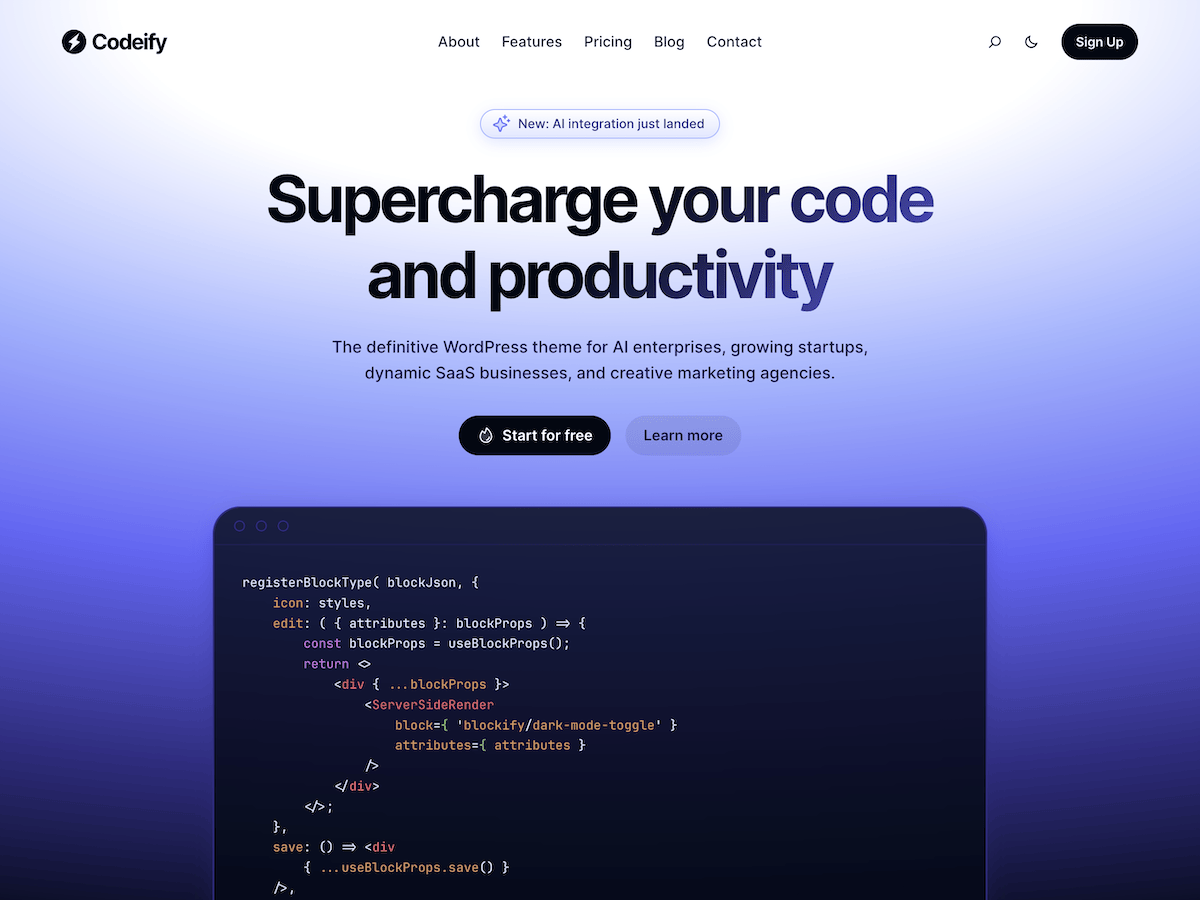 Codeify
About Features Pricing Blog Contact
Sign Up
New: AI integration just landed
Supercharge your code
and productivity
The definitive WordPress theme for AI enterprises, growing startups,
dynamic SaaS businesses, and creative marketing agencies.
Start for free
Learn more
registerBlockType( blockJson, {
    icon: styles,
    edit: ( { attributes }: blockProps ) => {
        const blockProps = useBlockProps();
        return <>
            <div { ...blockProps }>
                <ServerSideRender
                    block={ 'blockify/dark-mode-toggle' }
                    attributes={ attributes }
                />
            </div>
        </>;
    },
    save: () => <div
        { ...useBlockProps.save() }
    />,